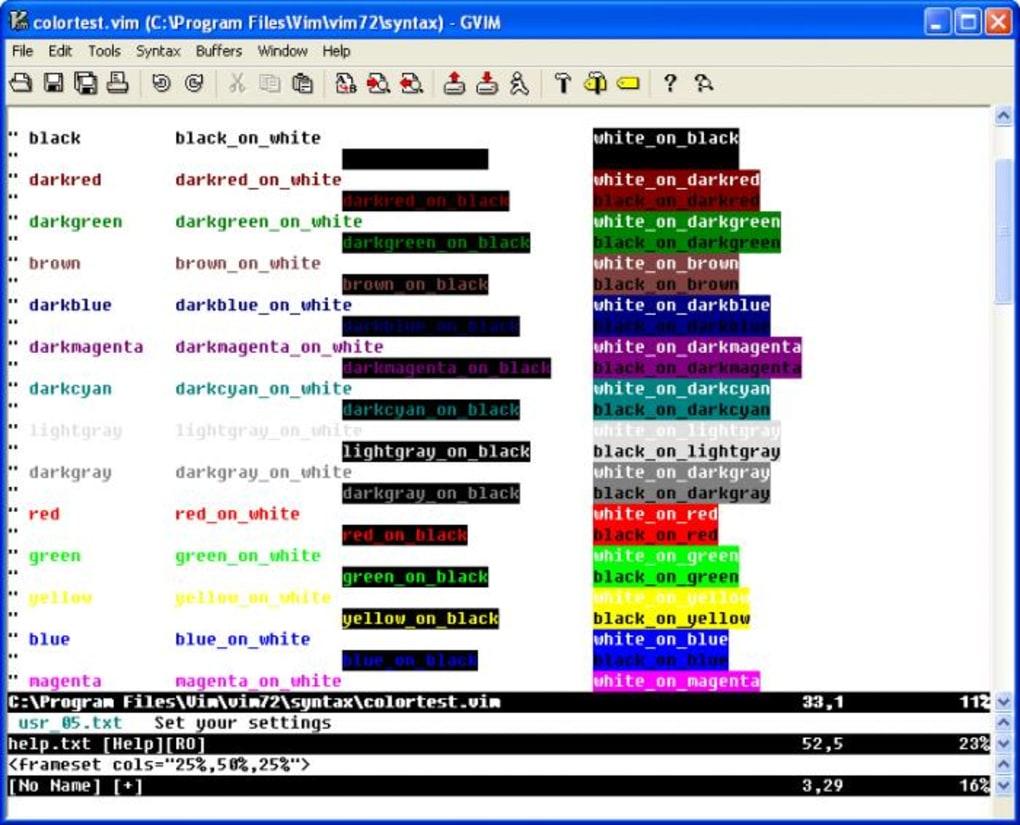 colortest.vim (C:\Program Files\Vim\vim72\syntax) - GVIM
File Edit Tools Syntax Buffers Window Help
" black black_on_white white_on_black
"
" darkred darkred_on_white white_on_darkred
" darkred_on_black black_on_darkred
" darkgreen darkgreen_on_white white_on_darkgreen
" darkgreen_on_black black_on_darkgreen
" brown brown_on_white white_on_brown
" brown_on_black black_on_brown
" darkblue darkblue_on_white white_on_darkblue
" darkblue_on_black black_on_darkblue
" darkmagenta darkmagenta_on_white white_on_darkmagenta
" darkmagenta_on_black black_on_darkmagenta
" darkcyan darkcyan_on_white white_on_darkcyan
" darkcyan_on_black black_on_darkcyan
" lightgray lightgray_on_white white_on_lightgray
" lightgray_on_black black_on_lightgray
" darkgray darkgray_on_white white_on_darkgray
" darkgray_on_black black_on_darkgray
" red red_on_white white_on_red
" red_on_black black_on_red
" green green_on_white white_on_green
" green_on_black black_on_green
" yellow yellow_on_white white_on_yellow
" yellow_on_black black_on_yellow
" blue blue_on_white white_on_blue
" blue_on_black black_on_blue
" magenta magenta_on_white white_on_magenta
C:\Program Files\Vim\vim72\syntax\colortest.vim 33,1 11%
usr_05.txt Set your settings
help.txt [Help][RO] 52,5 23%
<frameset cols="25%,50%,25%">
[No Name] [+] 3,29 16%